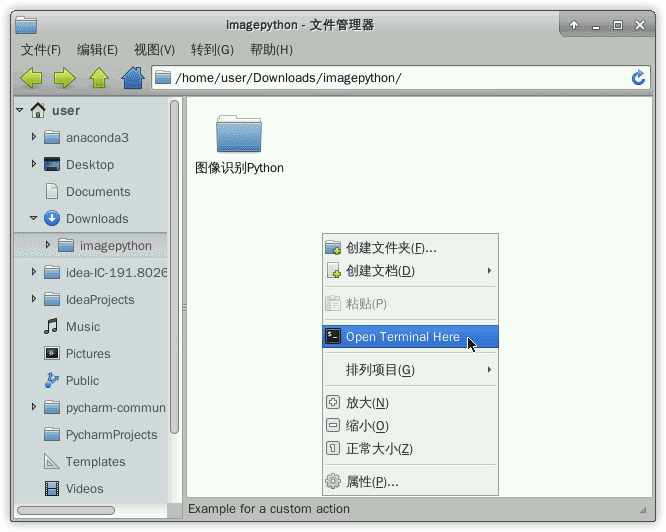 imagepython - 文件管理器
文件(F) 编辑(E) 视图(V) 转到(G) 帮助(H)
/home/user/Downloads/imagepython/
user
anaconda3
Desktop
Documents
Downloads
imagepython
idea-IC-191.8026
IdeaProjects
Music
Pictures
Public
pycharm-commun
PycharmProjects
Templates
Videos
图像识别Python
创建文件夹(F)...
创建文档(D)
粘贴(P)
Open Terminal Here
排列项目(G)
放大(N)
缩小(O)
正常大小(Z)
属性(P)...
Example for a custom action